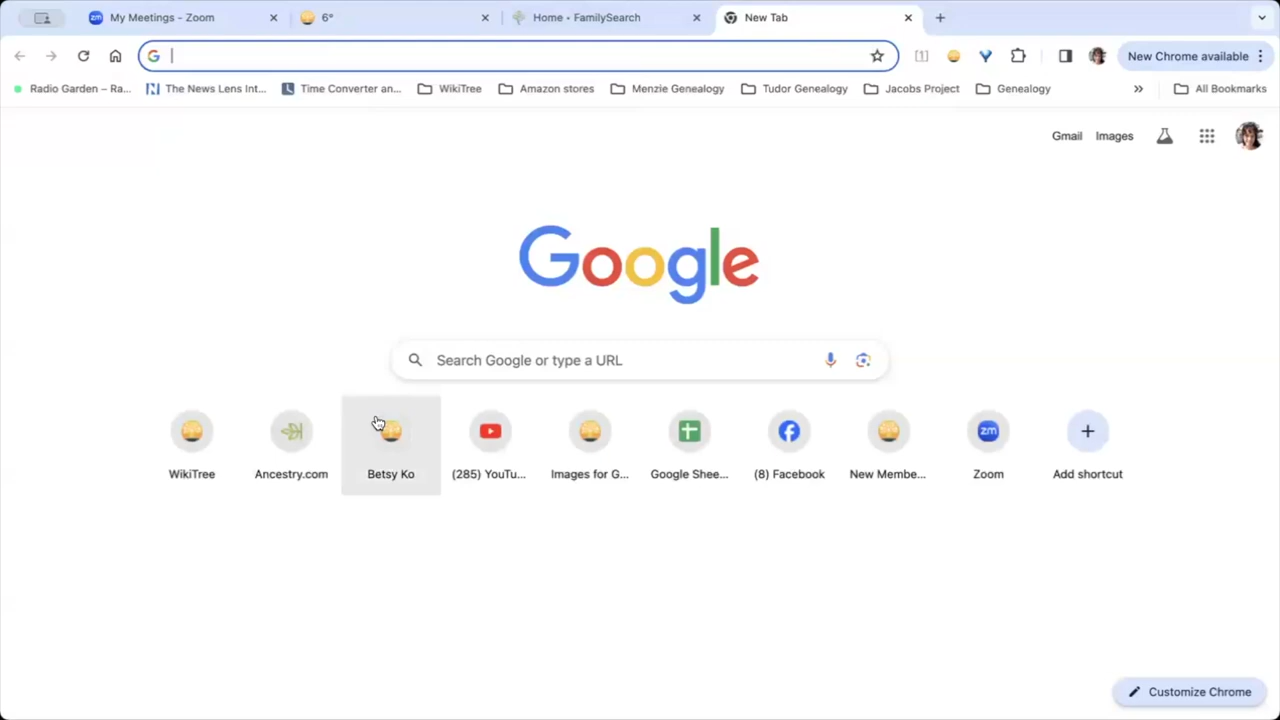 My Meetings - Zoom
6°
Home • FamilySearch
New Tab
New Chrome available
Radio Garden – Ra...
The News Lens Int...
Time Converter an...
WikiTree
Amazon stores
Menzie Genealogy
Tudor Genealogy
Jacobs Project
Genealogy
»
All Bookmarks
Gmail
Images
Google
Search Google or type a URL
WikiTree
Ancestry.com
Betsy Ko
(285) YouTu...
Images for G...
Google Shee...
(8) Facebook
New Membe...
zm
Zoom
Add shortcut
Customize Chrome